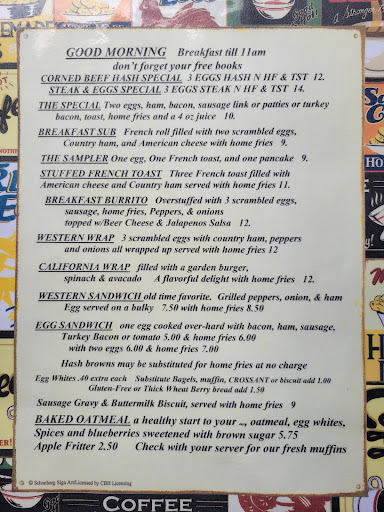 GOOD MORNING Breakfast till 11am
don't forget your free books
CORNED BEEF HASH SPECIAL 3 EGGS HASH N HF & TST 12.
STEAK & EGGS SPECIAL 3 EGGS STEAK N HF & TST 14.
THE SPECIAL Two eggs, ham, bacon, sausage link or patties or turkey
bacon, toast, home fries and a 4 oz juice 10.
BREAKFAST SUB French roll filled with two scrambled eggs,
Country ham, and American cheese with home fries 9.
THE SAMPLER One egg, One French toast, and one pancake 9.
STUFFED FRENCH TOAST Three French toast filled with
American cheese and Country ham served with home fries 11.
BREAKFAST BURRITO Overstuffed with 3 scrambled eggs,
sausage, home fries, Peppers, & onions
topped w/Beer Cheese & Jalapenos Salsa 12.
WESTERN WRAP 3 scrambled eggs with country ham, peppers
and onions all wrapped up served with home fries 12
CALIFORNIA WRAP filled with a garden burger,
spinach & avacado A flavorful delight with home fries 12.
WESTERN SANDWICH old time favorite. Grilled peppers, onion, & ham
Egg served on a bulky 7.50 with home fries 8.50
EGG SANDWICH one egg cooked over-hard with bacon, ham, sausage,
Turkey Bacon or tomato 5.00 & home fries 6.00
with two eggs 6.00 & home fries 7.00
Hash browns may be substituted for home fries at no charge
Egg Whites .40 extra each Substitute Bagels, muffin, CROSSANT or biscuit add 1.00
Gluten-Free or Thick Wheat Berry bread add 1.50
Sausage Gravy & Buttermilk Biscuit, served with home fries 9
BAKED OATMEAL a healthy start to your .., oatmeal, egg whites,
Spices and blueberries sweetened with brown sugar 5.75
Apple Fritter 2.50 Check with your server for our fresh muffins
© Schonberg Sign Art/Licensed by CBS Licensing
COFFEE